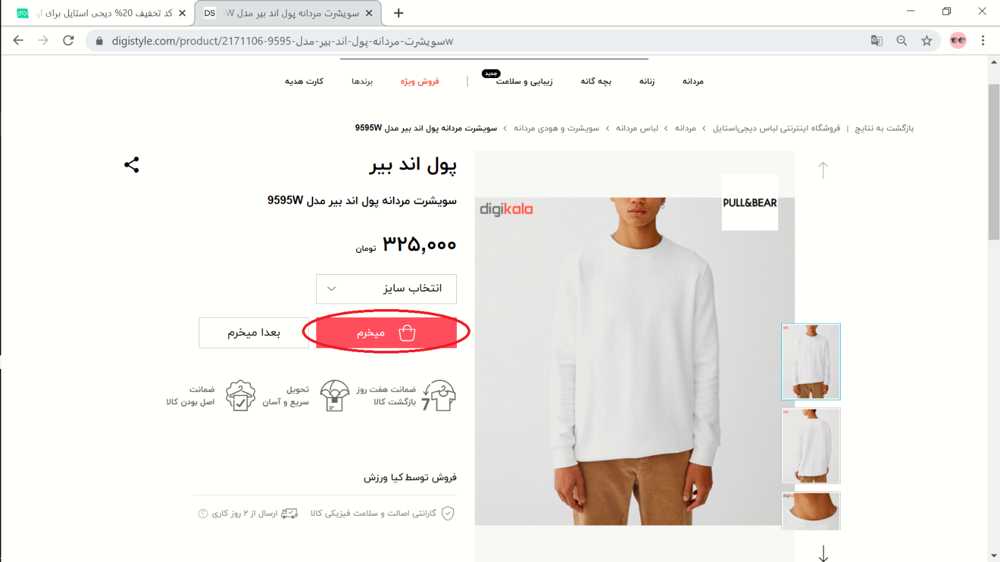 کد تخفیف 20% دیجی استایل برای او
DS سویشرت مردانه پول اند بیر مدل 5W
digistyle.com/product/2171106-9595-سویشرت-مردانه-پول-اند-بیر-مدلw
جدید
مردانه زنانه بچه گانه زیبایی و سلامت | فروش ویژه برندها کارت هدیه
بازگشت به نتایج | فروشگاه اینترنتی لباس دیجی‌استایل › مردانه › لباس مردانه › سویشرت و هودی مردانه › سویشرت مردانه پول اند بیر مدل 9595W
پول اند بیر
سویشرت مردانه پول اند بیر مدل 9595W
۳۲۵,۰۰۰ تومان
انتخاب سایز
میخرم
بعدا میخرم
7
ضمانت هفت روز
بازگشت کالا
تحویل
سریع و آسان
ضمانت
اصل بودن کالا
فروش توسط کیا ورزش
گارانتی اصالت و سلامت فیزیکی کالا
ارسال از ۲ روز کاری
digikala
PULL&BEAR